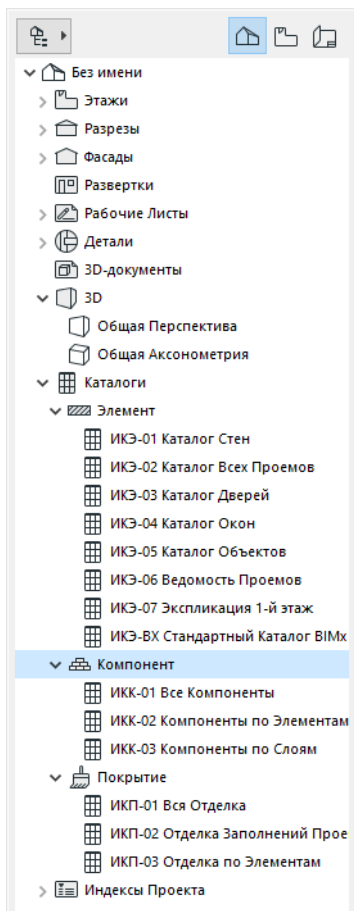 Без имени
Этажи
Разрезы
Фасады
Развертки
Рабочие Листы
Детали
3D-документы
3D
Общая Перспектива
Общая Аксонометрия
Каталоги
Элемент
ИКЭ-01 Каталог Стен
ИКЭ-02 Каталог Всех Проемов
ИКЭ-03 Каталог Дверей
ИКЭ-04 Каталог Окон
ИКЭ-05 Каталог Объектов
ИКЭ-06 Ведомость Проемов
ИКЭ-07 Экспликация 1-й этаж
ИКЭ-ВХ Стандартный Каталог BIMx
Компонент
ИКК-01 Все Компоненты
ИКК-02 Компоненты по Элементам
ИКК-03 Компоненты по Слоям
Покрытие
ИКП-01 Вся Отделка
ИКП-02 Отделка Заполнений Прое
ИКП-03 Отделка по Элементам
Индексы Проекта